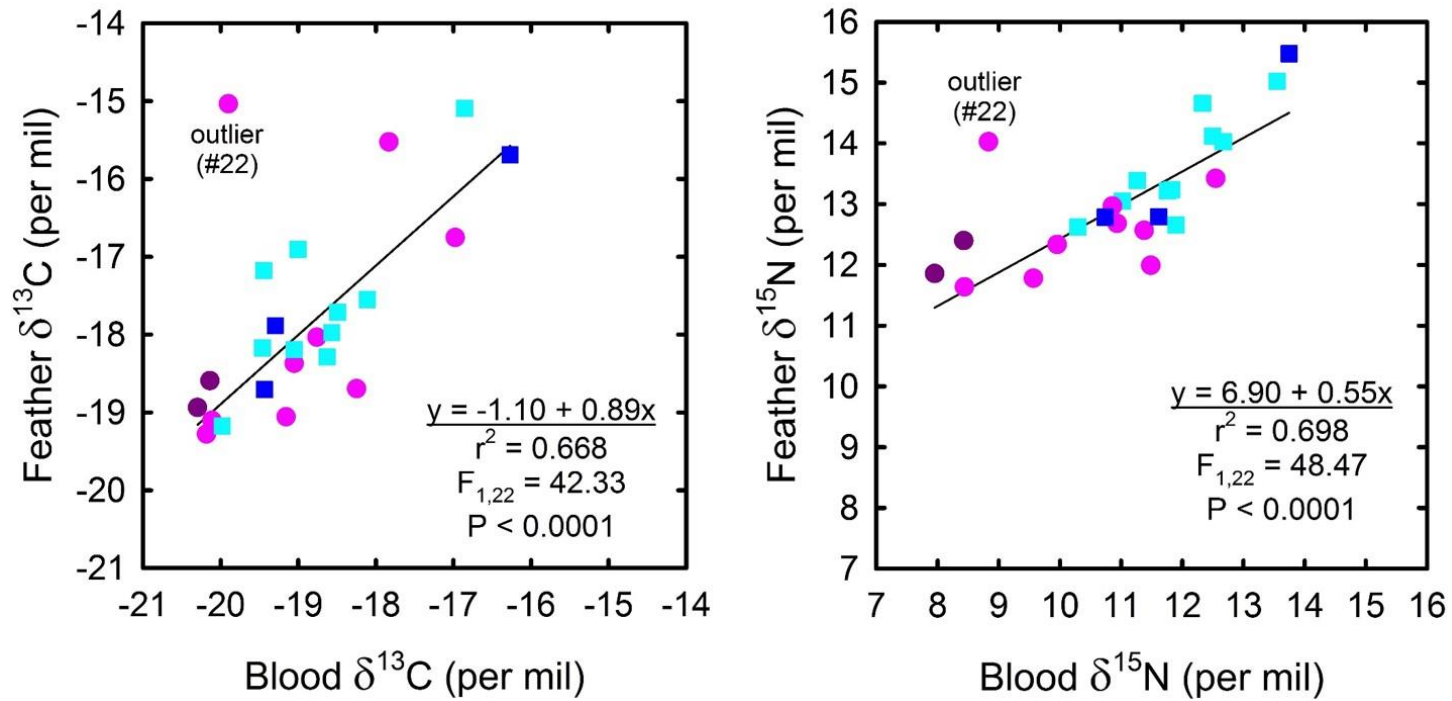 -14
-15
-16
-17
-18
-19
-20
-21
Feather δ¹³C (per mil)
outlier
(#22)
y = -1.10 + 0.89x
r² = 0.668
F₁,₂₂ = 42.33
P < 0.0001
-21 -20 -19 -18 -17 -16 -15 -14
Blood δ¹³C (per mil)
16
15
14
13
12
11
10
9
8
7
Feather δ¹⁵N (per mil)
outlier
(#22)
y = 6.90 + 0.55x
r² = 0.698
F₁,₂₂ = 48.47
P < 0.0001
7 8 9 10 11 12 13 14 15 16
Blood δ¹⁵N (per mil)